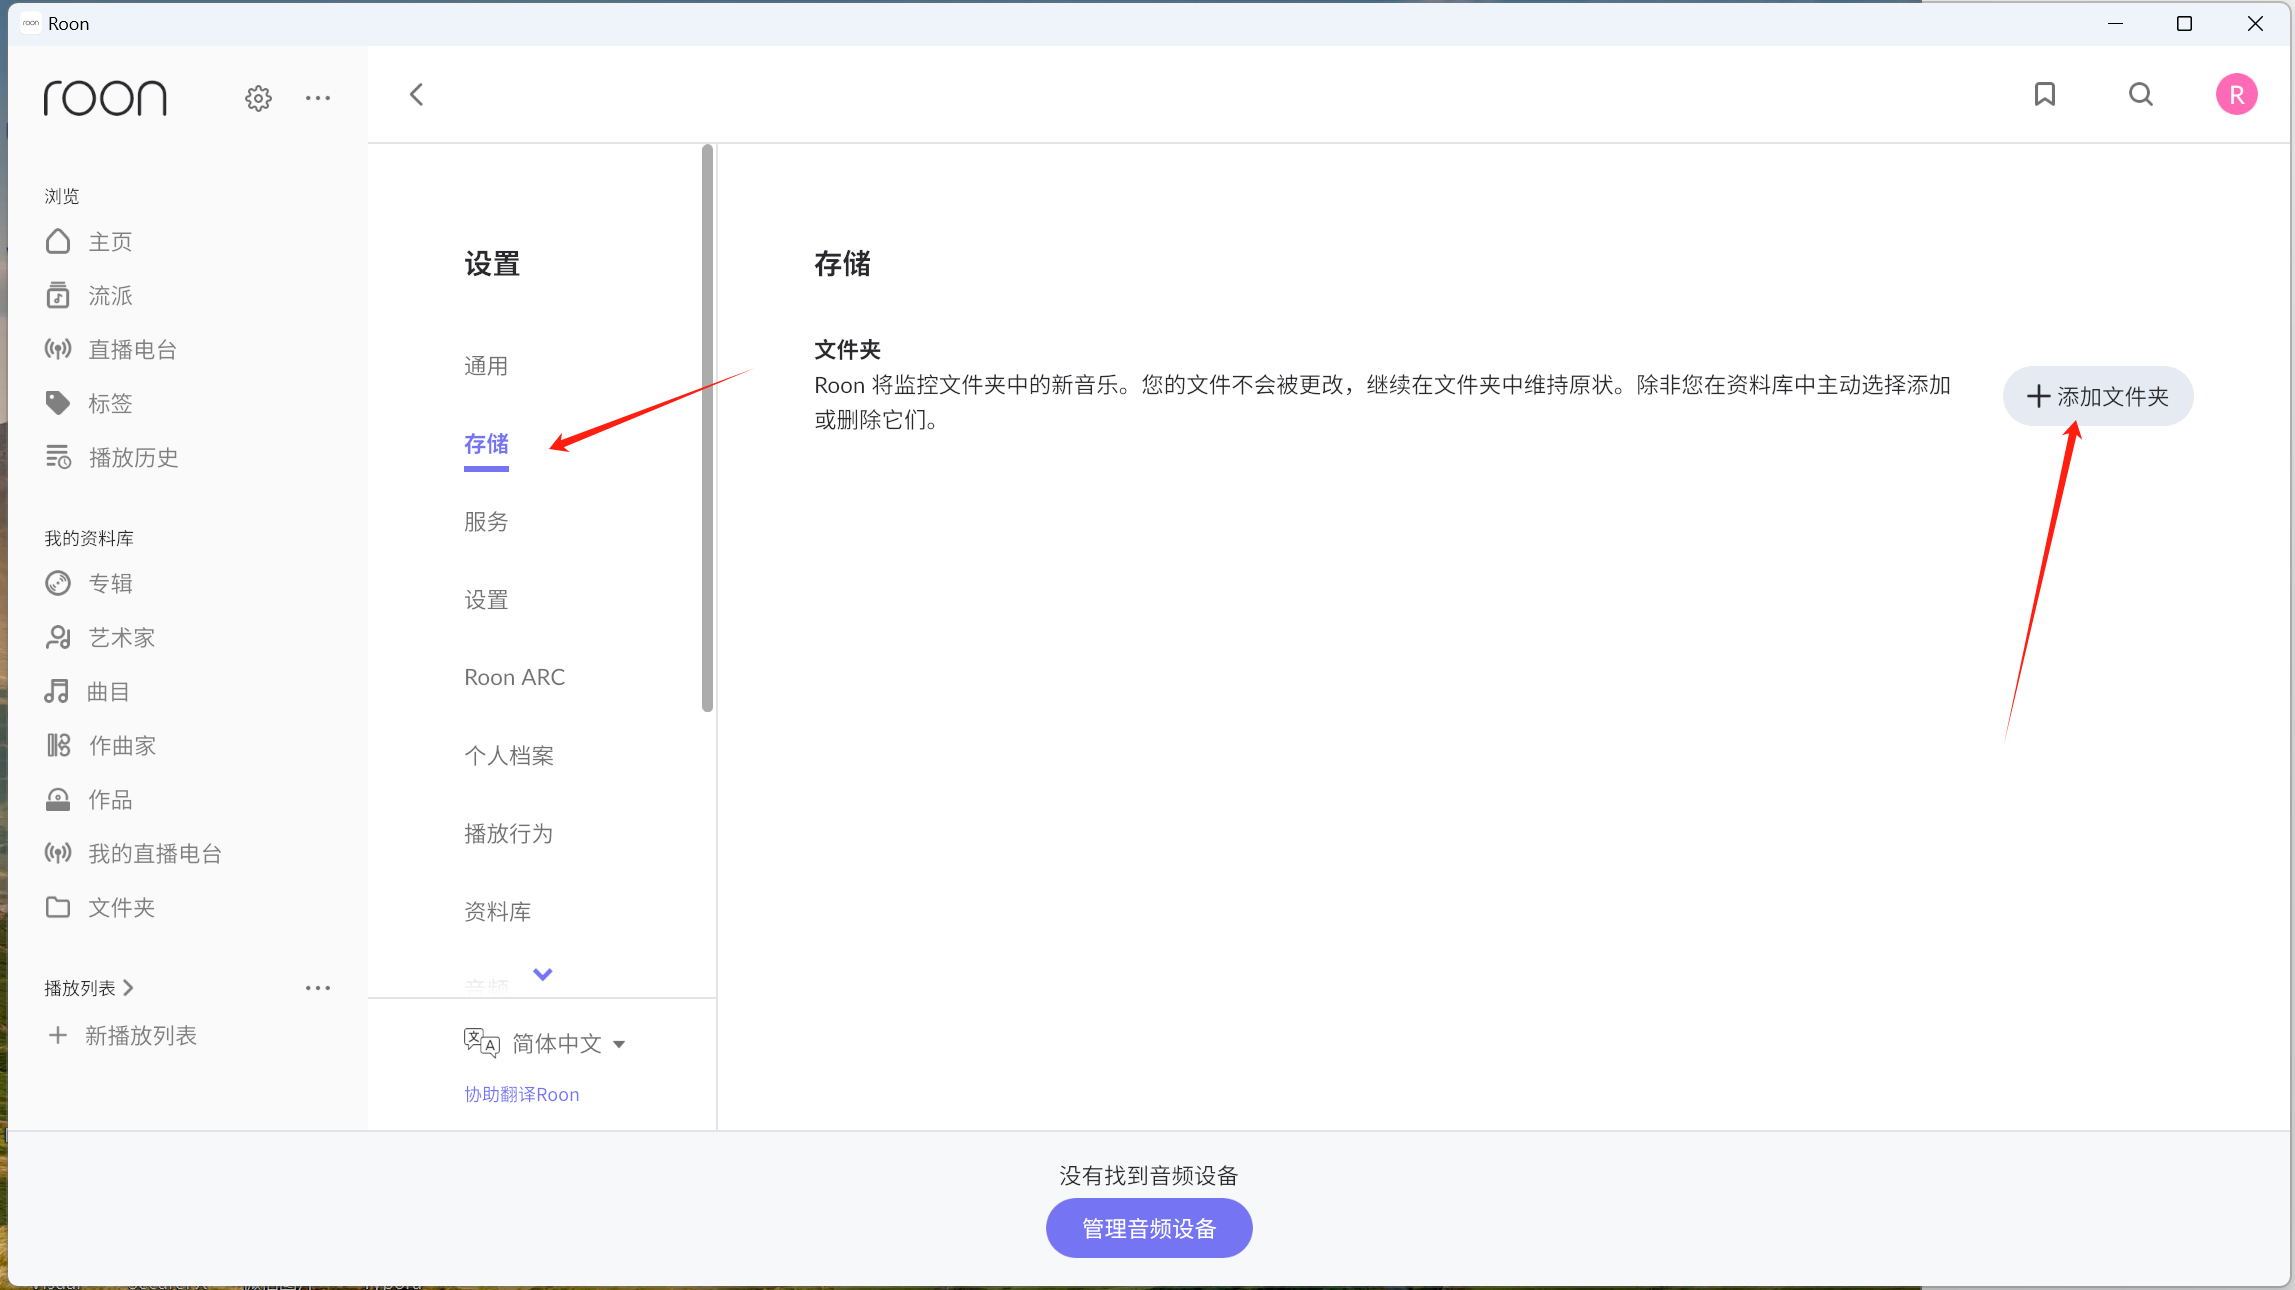 roon Roon
roon
R
浏览
主页
流派
直播电台
标签
播放历史
我的资料库
专辑
艺术家
曲目
作曲家
作品
我的直播电台
文件夹
播放列表
新播放列表
设置
通用
存储
服务
设置
Roon ARC
个人档案
播放行为
资料库
音频
文A 简体中文
协助翻译Roon
存储
文件夹
Roon 将监控文件夹中的新音乐。您的文件不会被更改，继续在文件夹中维持原状。除非您在资料库中主动选择添加
或删除它们。
添加文件夹
没有找到音频设备
管理音频设备